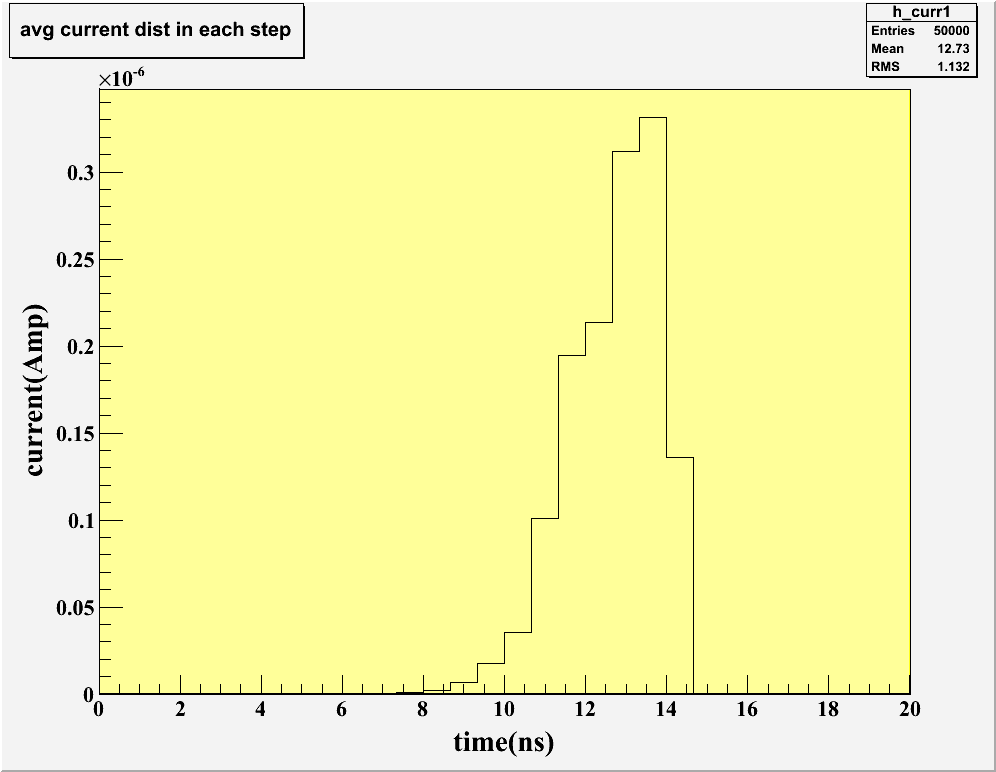 avg current dist in each step
h_curr1
Entries 50000
Mean 12.73
RMS 1.132
×10-6
0.3
0.25
0.2
0.15
0.1
0.05
0
current(Amp)
0 2 4 6 8 10 12 14 16 18 20
time(ns)